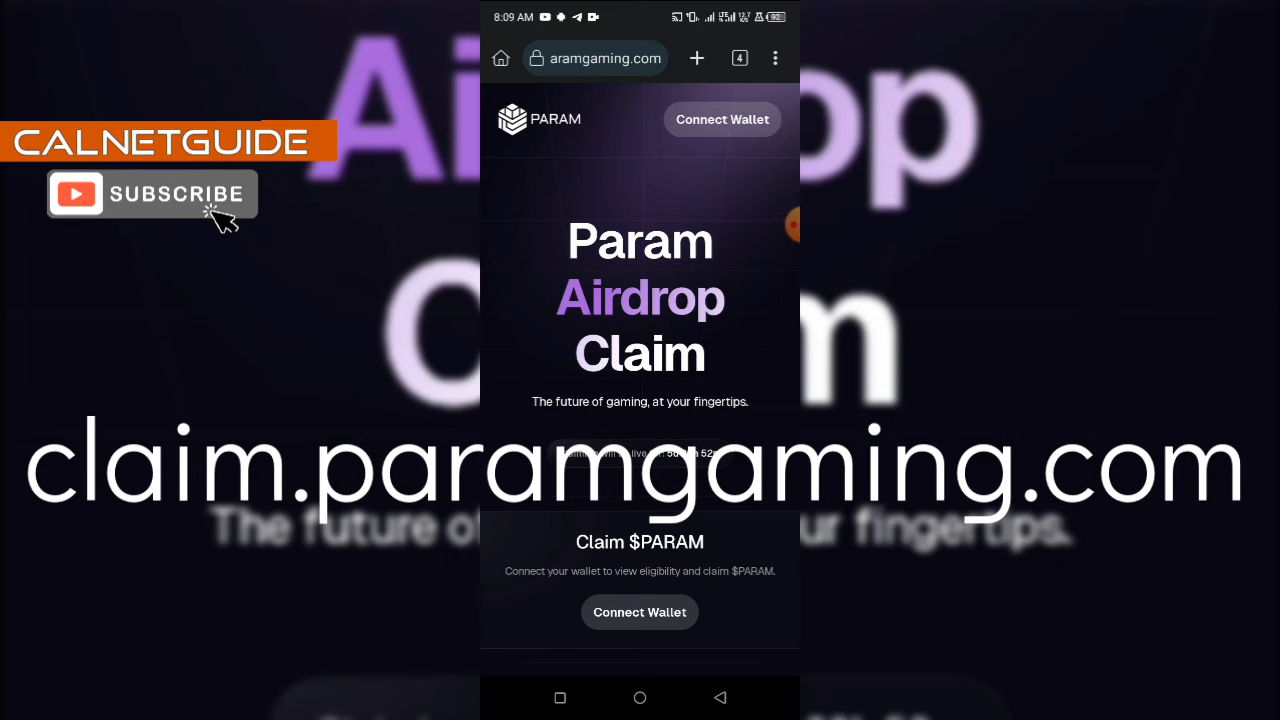 8:09 AM
92
aramgaming.com
4
PARAM
Connect Wallet
CALNETGUIDE
SUBSCRIBE
Param
Airdrop
Claim
The future of gaming, at your fingertips.
claim.paramgaming.com
Claim $PARAM
Connect your wallet to view eligibility and claim $PARAM.
Connect Wallet